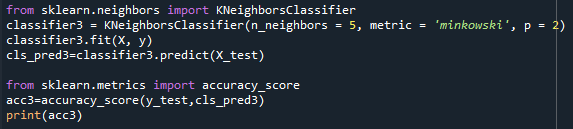 from sklearn.neighbors import KNeighborsClassifier
classifier3 = KNeighborsClassifier(n_neighbors = 5, metric = 'minkowski', p = 2)
classifier3.fit(X, y)
cls_pred3=classifier3.predict(X_test)
from sklearn.metrics import accuracy_score
acc3=accuracy_score(y_test,cls_pred3)
print(acc3)